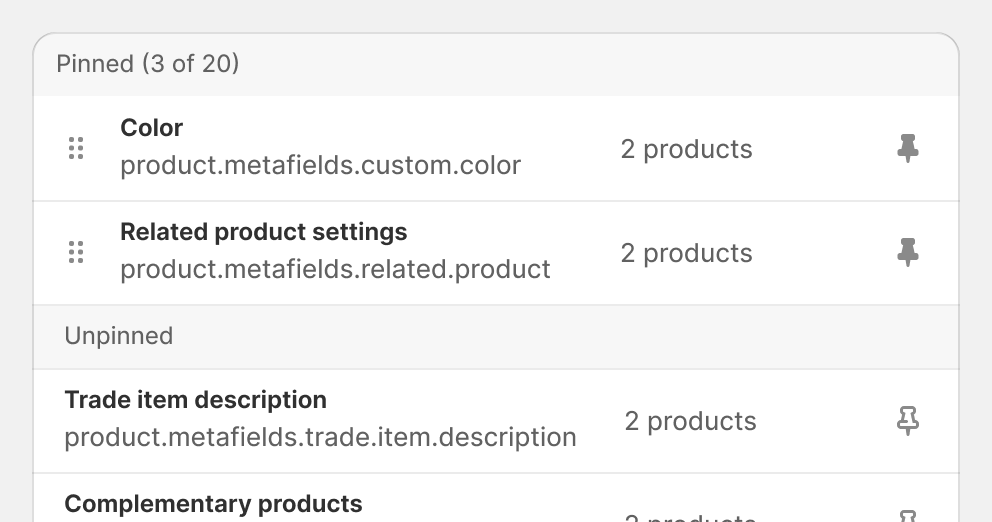 Pinned (3 of 20)
Color
product.metafields.custom.color
2 products
Related product settings
product.metafields.related.product
2 products
Unpinned
Trade item description
product.metafields.trade.item.description
2 products
Complementary products